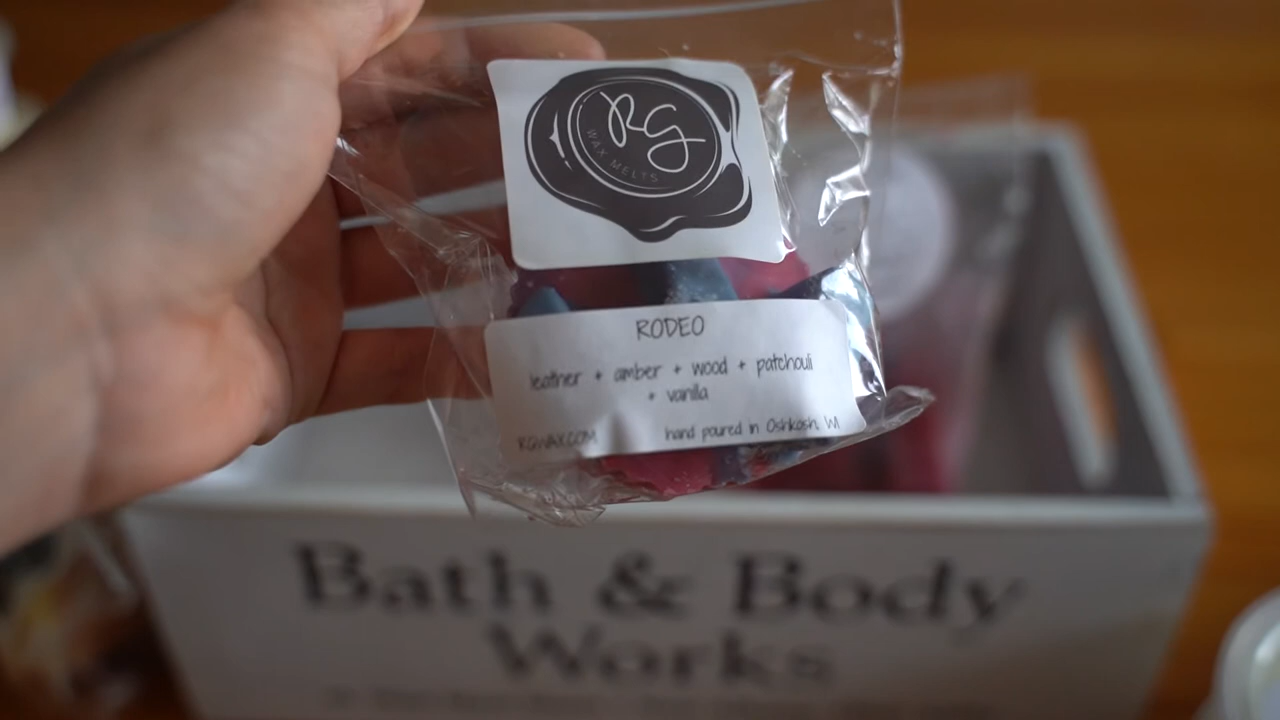 RG
WAX MELTS
RODEO
leather + amber + wood + patchouli
+ vanilla
RGWAX.COM hand poured in Oshkosh, WI
Bath & Body
Works